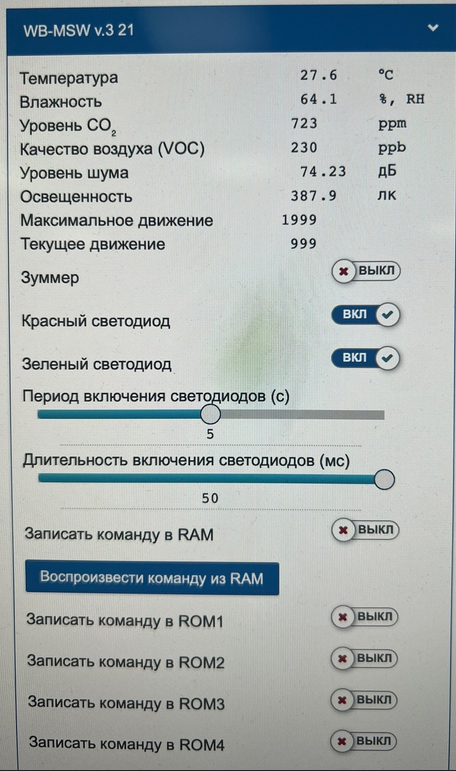 WB-MSW v.3 21
Температура 27.6 °C
Влажность 64.1 %, RH
Уровень CO2 723 ppm
Качество воздуха (VOC) 230 ppb
Уровень шума 74.23 дБ
Освещенность 387.9 лк
Максимальное движение 1999
Текущее движение 999
Зуммер ВЫКЛ
Красный светодиод ВКЛ
Зеленый светодиод ВКЛ
Период включения светодиодов (с)
5
Длительность включения светодиодов (мс)
50
Записать команду в RAM ВЫКЛ
Воспроизвести команду из RAM
Записать команду в ROM1 ВЫКЛ
Записать команду в ROM2 ВЫКЛ
Записать команду в ROM3 ВЫКЛ
Записать команду в ROM4 ВЫКЛ